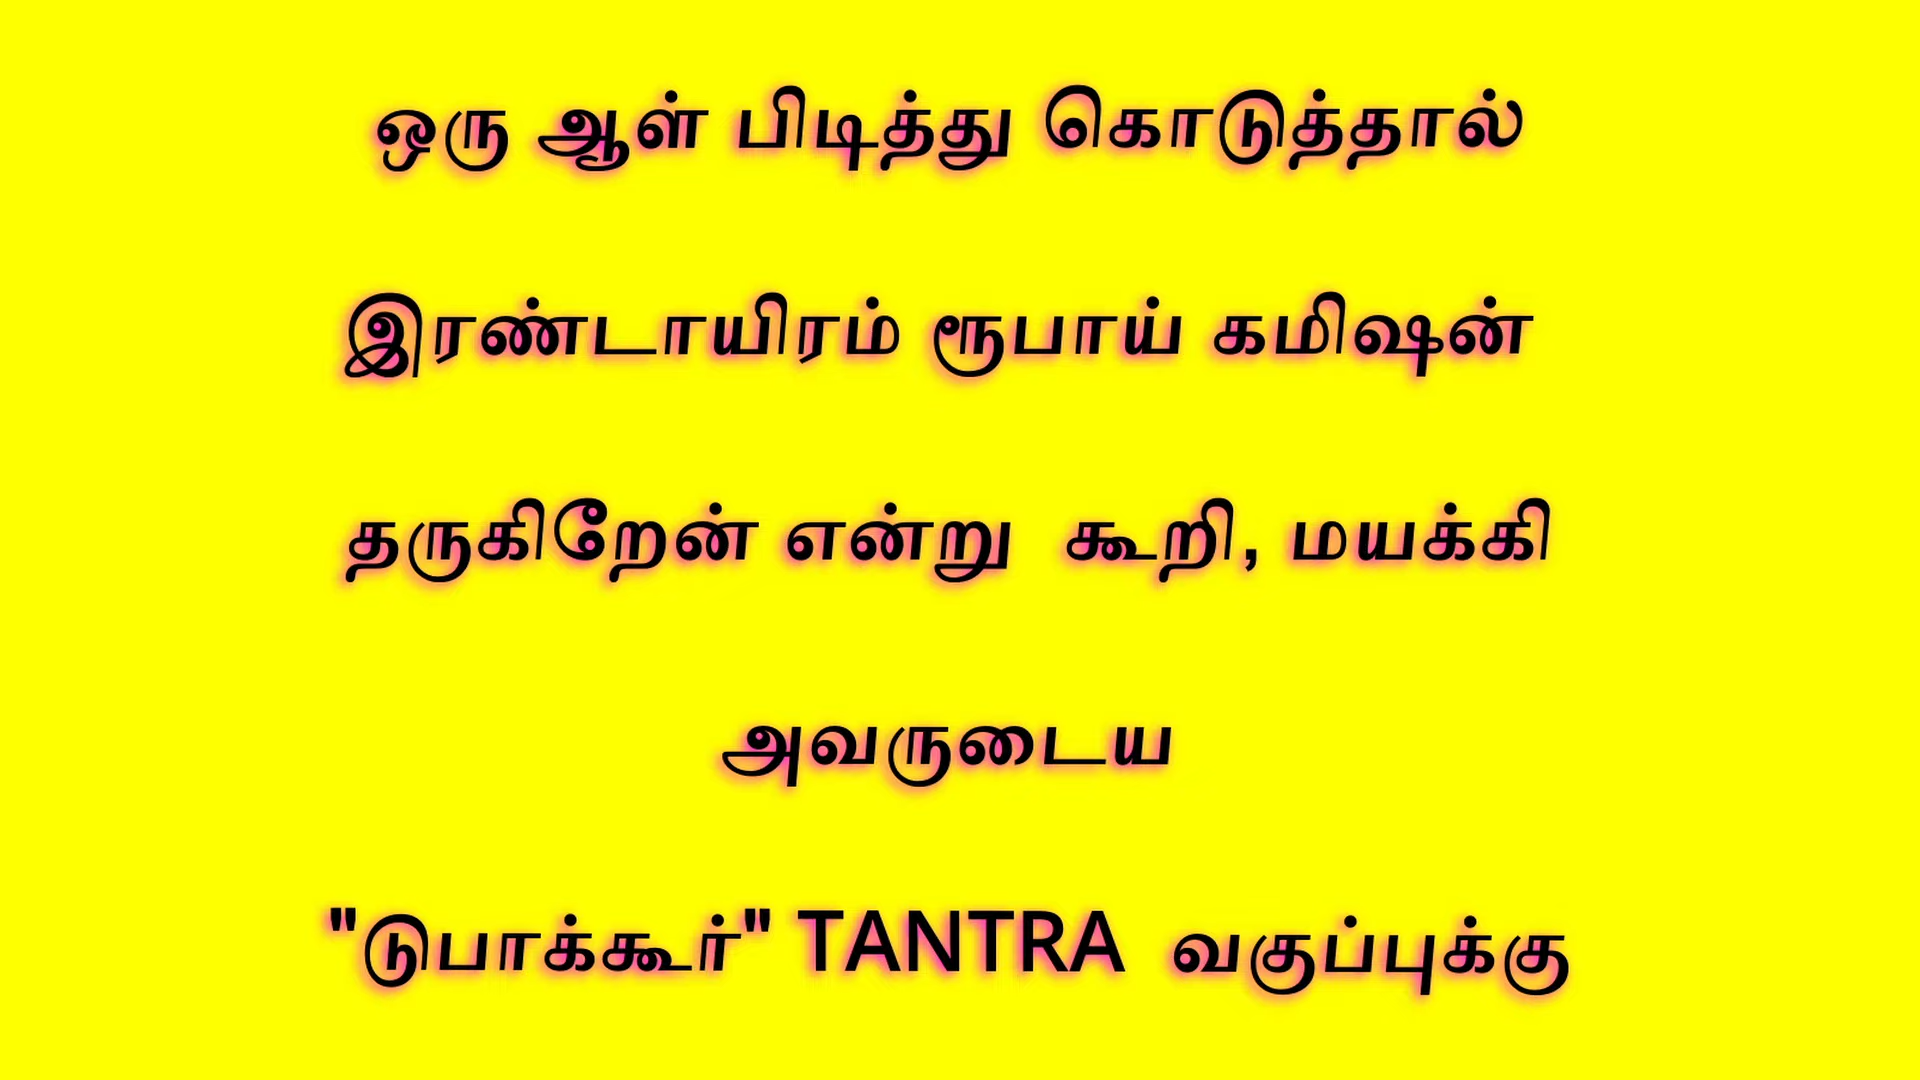 ஒரு ஆள் பிடித்து கொடுத்தால்
இரண்டாயிரம் ரூபாய் கமிஷன்
தருகிறேன் என்று கூறி, மயக்கி
அவருடைய
"டுபாக்கூர்" TANTRA வகுப்புக்கு